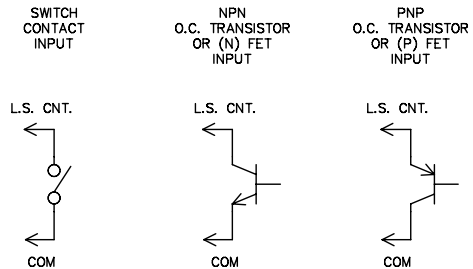 SWITCH
CONTACT
INPUT
NPN
O.C. TRANSISTOR
OR (N) FET
INPUT
PNP
O.C. TRANSISTOR
OR (P) FET
INPUT
L.S. CNT.
L.S. CNT.
L.S. CNT.
COM
COM
COM